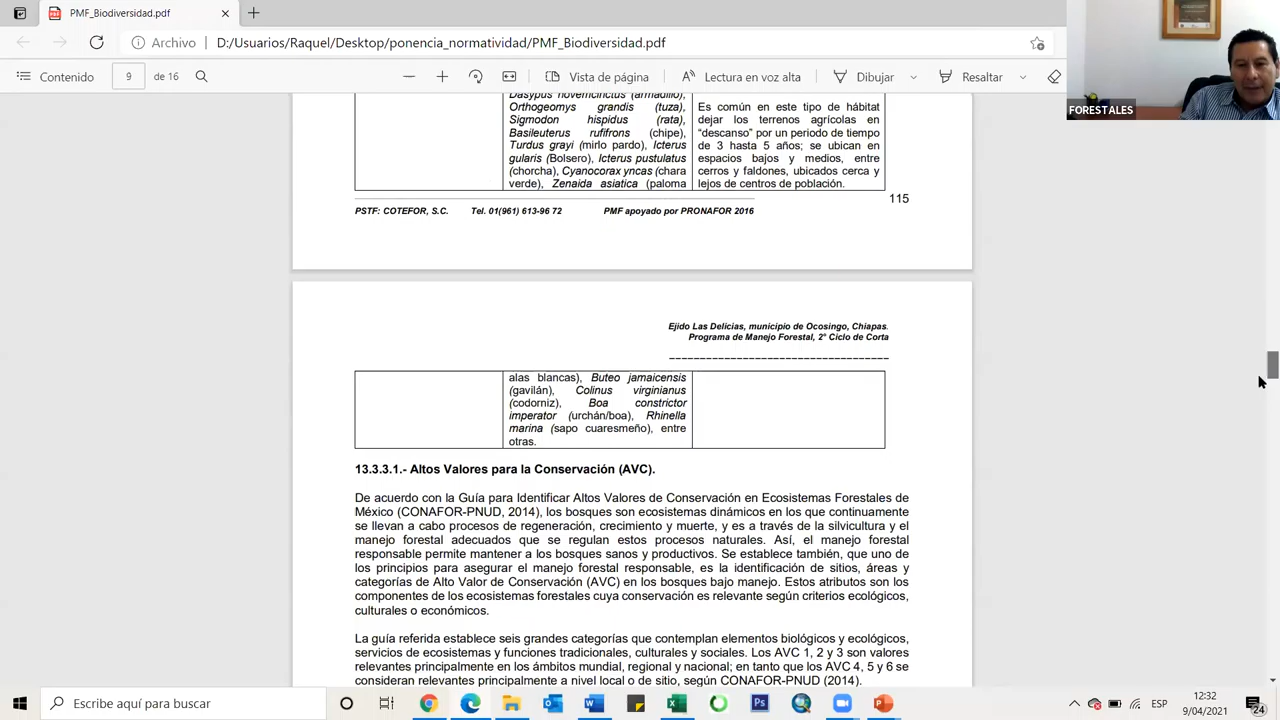 PMF_Biodiversidad.pdf
Archivo
D:/Usuarios/Raquel/Desktop/ponencia_normatividad/PMF_Biodiversidad.pdf
Contenido
9
de 16
Vista de página
Lectura en voz alta
Dibujar
Resaltar
FORESTALES
Dasypus novemcinctus (armadillo),
Orthogeomys grandis (tuza),
Sigmodon hispidus (rata),
Basileuterus rufifrons (chipe),
Turdus grayi (mirlo pardo), Icterus
gularis (Bolsero), Icterus pustulatus
(chorcha), Cyanocorax yncas (chara
verde), Zenaida asiatica (paloma
Es común en este tipo de hábitat
dejar los terrenos agrícolas en
“descanso” por un periodo de tiempo
de 3 hasta 5 años; se ubican en
espacios bajos y medios, entre
cerros y faldones, ubicados cerca y
lejos de centros de población.
115
PSTF: COTEFOR, S.C. Tel. 01(961) 613-96 72 PMF apoyado por PRONAFOR 2016
Ejido Las Delicias, municipio de Ocosingo, Chiapas.
Programa de Manejo Forestal, 2° Ciclo de Corta
alas blancas), Buteo jamaicensis
(gavilán), Colinus virginianus
(codorniz), Boa constrictor
imperator (urchán/boa), Rhinella
marina (sapo cuaresmeño), entre
otras.
13.3.3.1.- Altos Valores para la Conservación (AVC).
De acuerdo con la Guía para Identificar Altos Valores de Conservación en Ecosistemas Forestales de
México (CONAFOR-PNUD, 2014), los bosques son ecosistemas dinámicos en los que continuamente
se llevan a cabo procesos de regeneración, crecimiento y muerte, y es a través de la silvicultura y el
manejo forestal adecuados que se regulan estos procesos naturales. Así, el manejo forestal
responsable permite mantener a los bosques sanos y productivos. Se establece también, que uno de
los principios para asegurar el manejo forestal responsable, es la identificación de sitios, áreas y
categorías de Alto Valor de Conservación (AVC) en los bosques bajo manejo. Estos atributos son los
componentes de los ecosistemas forestales cuya conservación es relevante según criterios ecológicos,
culturales o económicos.
La guía referida establece seis grandes categorías que contemplan elementos biológicos y ecológicos,
servicios de ecosistemas y funciones tradicionales, culturales y sociales. Los AVC 1, 2 y 3 son valores
relevantes principalmente en los ámbitos mundial, regional y nacional; en tanto que los AVC 4, 5 y 6 se
consideran relevantes principalmente a nivel local o de sitio, según CONAFOR-PNUD (2014).
Escribe aquí para buscar
ESP
12:32
9/04/2021
24